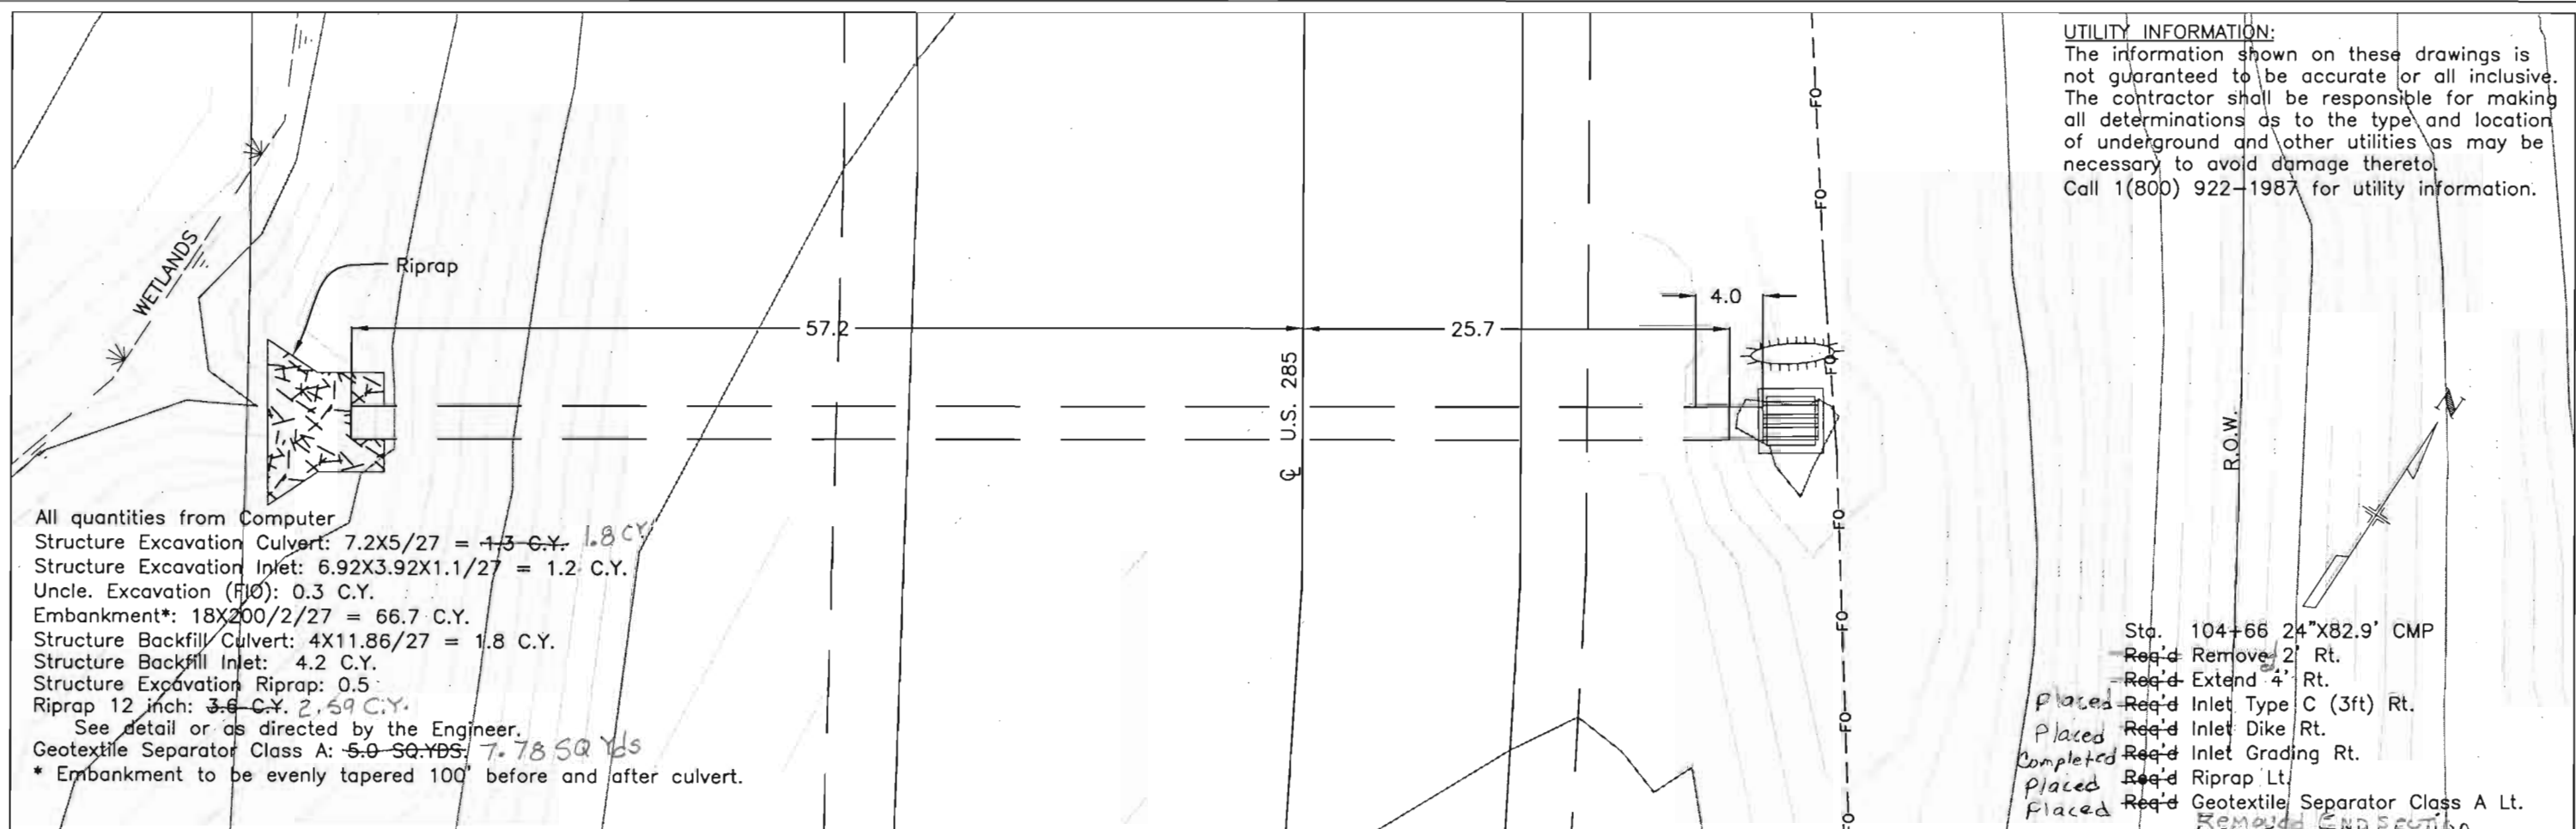 UTILITY INFORMATION:
The information shown on these drawings is
not guaranteed to be accurate or all inclusive.
The contractor shall be responsible for making
all determinations as to the type and location
of underground and other utilities as may be
necessary to avoid damage thereto.
Call 1(800) 922-1987 for utility information.
WETLANDS
Riprap
57.2
25.7
4.0
℄ U.S. 285
FO
FO
FO
FO
FO
FO
FO
R.O.W.
N
All quantities from Computer
Structure Excavation Culvert: 7.2X5/27 = 1.3 C.Y. 1.8 CY
Structure Excavation Inlet: 6.92X3.92X1.1/27 = 1.2 C.Y.
Uncle. Excavation (FIO): 0.3 C.Y.
Embankment*: 18X200/2/27 = 66.7 C.Y.
Structure Backfill Culvert: 4X11.86/27 = 1.8 C.Y.
Structure Backfill Inlet: 4.2 C.Y.
Structure Excavation Riprap: 0.5
Riprap 12 inch: 3.6 C.Y. 2.59 C.Y.
See detail or as directed by the Engineer.
Geotextile Separator Class A: 5.0 SQ.YDS. 7.78 SQ Yds
* Embankment to be evenly tapered 100' before and after culvert.
Sta. 104+66 24"X82.9' CMP
Req'd Removed 2' Rt.
Req'd Extend 4' Rt.
Placed Req'd Inlet Type C (3ft) Rt.
Placed Req'd Inlet Dike Rt.
Completed Req'd Inlet Grading Rt.
Placed Req'd Riprap Lt.
Placed Req'd Geotextile Separator Class A Lt.
Removed End Section